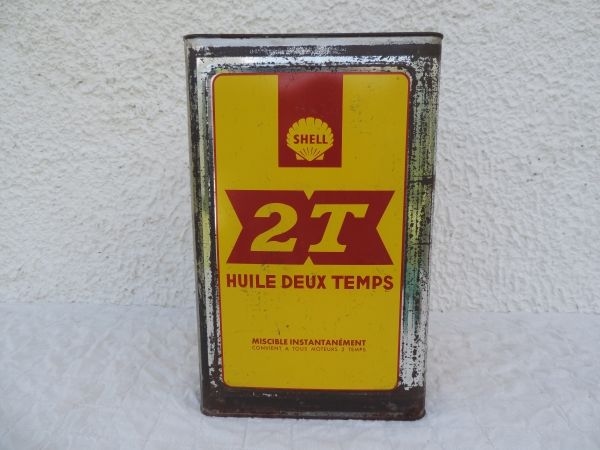 SHELL
2T
HUILE DEUX TEMPS
MISCIBLE INSTANTANÉMENT
CONVIENT A TOUS MOTEURS 2 TEMPS